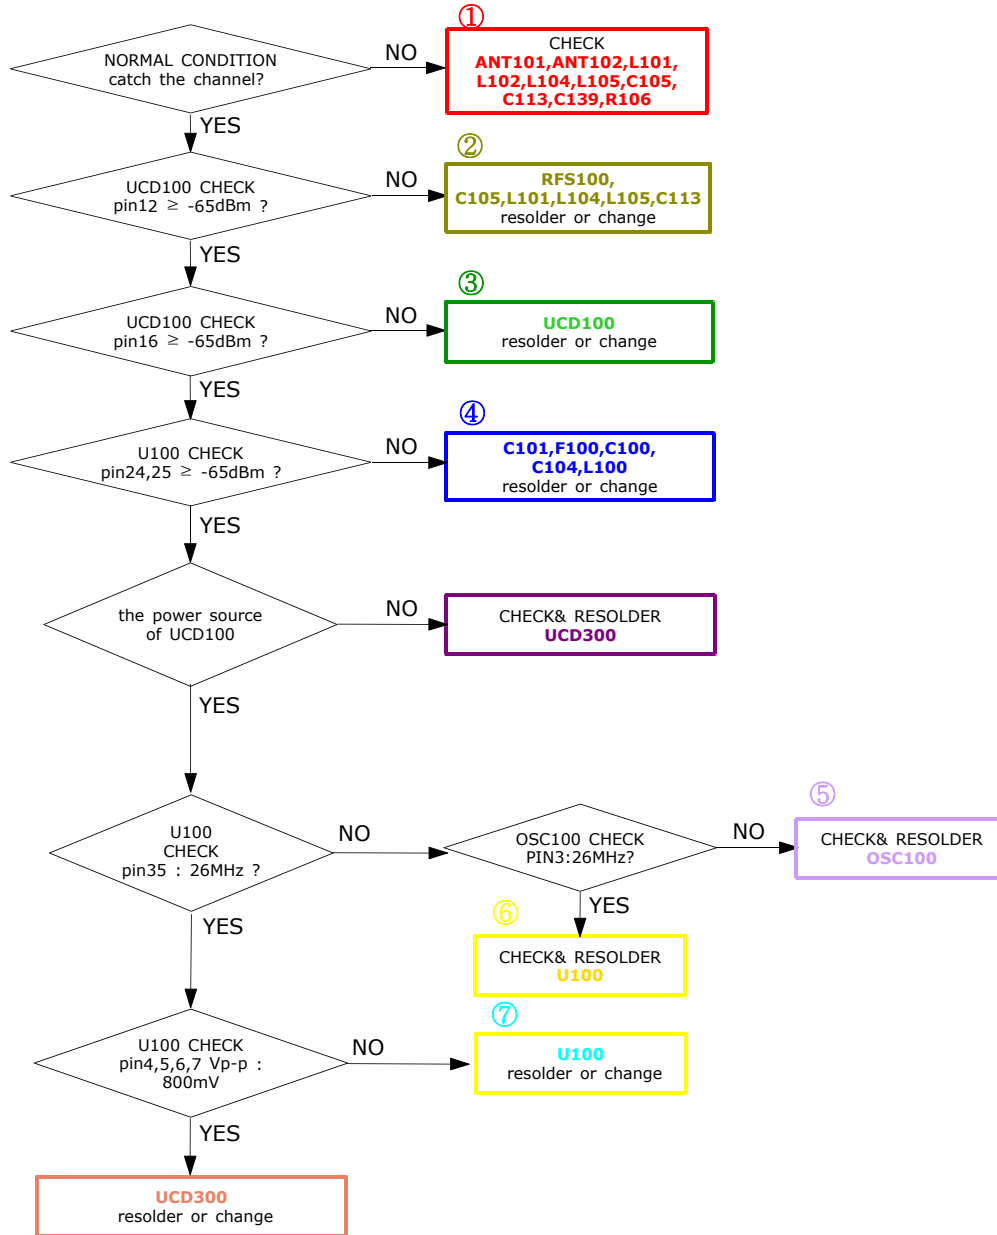 ①
NORMAL CONDITION
catch the channel?
NO
CHECK
ANT101,ANT102,L101,
L102,L104,L105,C105,
C113,C139,R106
YES
②
UCD100 CHECK
pin12 ≥ -65dBm ?
NO
RFS100,
C105,L101,L104,L105,C113
resolder or change
YES
③
UCD100 CHECK
pin16 ≥ -65dBm ?
NO
UCD100
resolder or change
YES
④
U100 CHECK
pin24,25 ≥ -65dBm ?
NO
C101,F100,C100,
C104,L100
resolder or change
YES
the power source
of UCD100
NO
CHECK& RESOLDER
UCD300
YES
U100
CHECK
pin35 : 26MHz ?
NO
OSC100 CHECK
PIN3:26MHz?
NO
⑤
CHECK& RESOLDER
OSC100
YES
YES
⑥
CHECK& RESOLDER
U100
U100 CHECK
pin4,5,6,7 Vp-p :
800mV
NO
⑦
U100
resolder or change
YES
UCD300
resolder or change